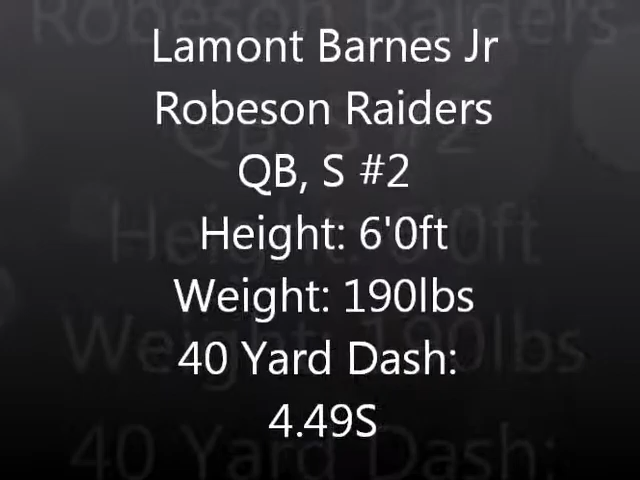 Lamont Barnes Jr
Robeson Raiders
QB, S #2
Height: 6'0ft
Weight: 190lbs
40 Yard Dash:
4.49S